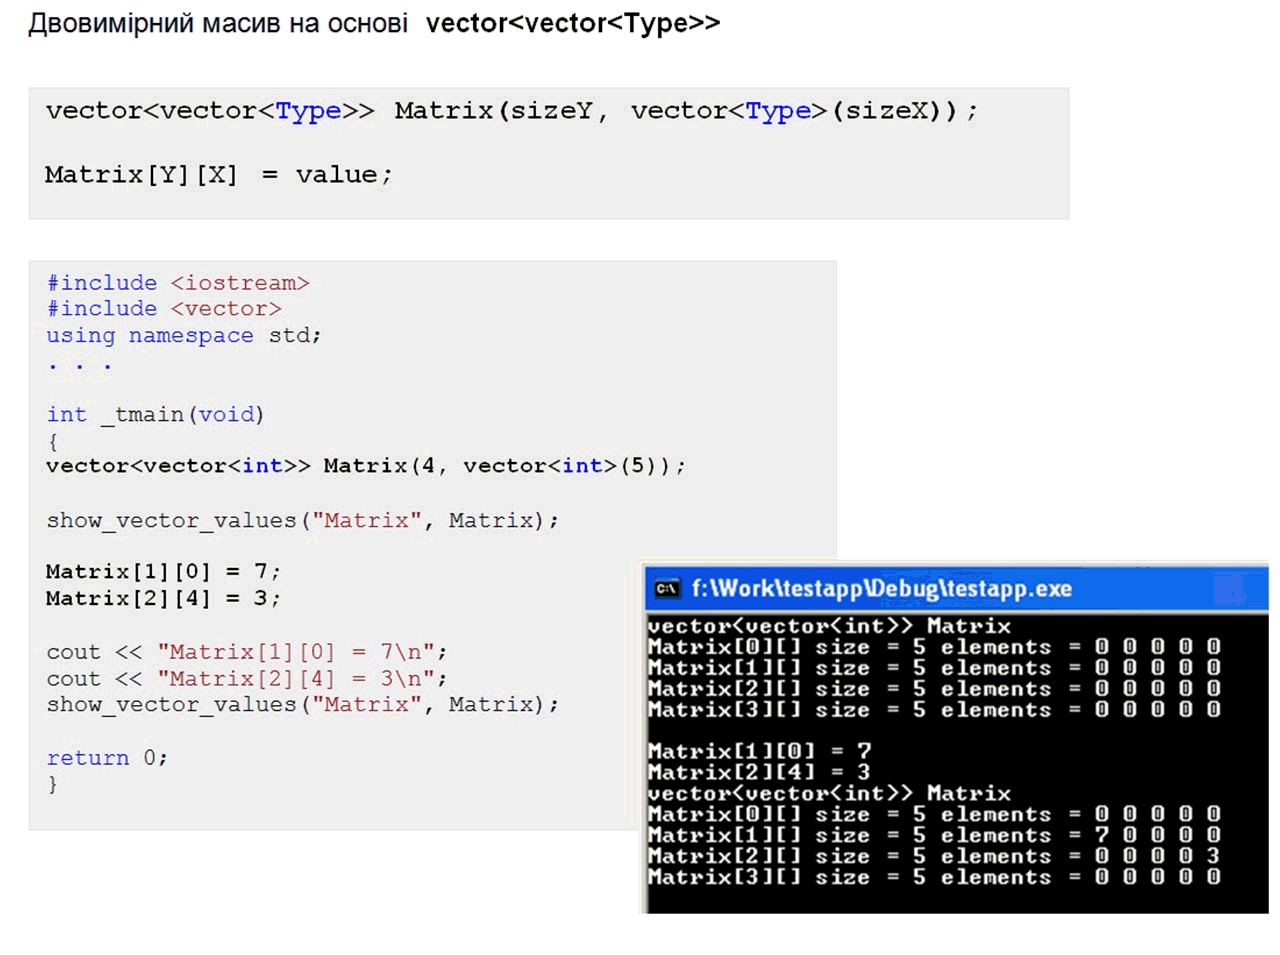 Двовимірний масив на основі vector<vector<Type>>
vector<vector<Type>> Matrix(sizeY, vector<Type>(sizeX));
Matrix[Y][X] = value;
#include <iostream>
#include <vector>
using namespace std;
. . .
int _tmain(void)
{
vector<vector<int>> Matrix(4, vector<int>(5));
show_vector_values("Matrix", Matrix);
Matrix[1][0] = 7;
Matrix[2][4] = 3;
cout << "Matrix[1][0] = 7\n";
cout << "Matrix[2][4] = 3\n";
show_vector_values("Matrix", Matrix);
return 0;
}
f:\Work\testapp\Debug\testapp.exe
vector<vector<int>> Matrix
Matrix[0][] size = 5 elements = 0 0 0 0 0
Matrix[1][] size = 5 elements = 0 0 0 0 0
Matrix[2][] size = 5 elements = 0 0 0 0 0
Matrix[3][] size = 5 elements = 0 0 0 0 0
Matrix[1][0] = 7
Matrix[2][4] = 3
vector<vector<int>> Matrix
Matrix[0][] size = 5 elements = 0 0 0 0 0
Matrix[1][] size = 5 elements = 7 0 0 0 0
Matrix[2][] size = 5 elements = 0 0 0 0 3
Matrix[3][] size = 5 elements = 0 0 0 0 0